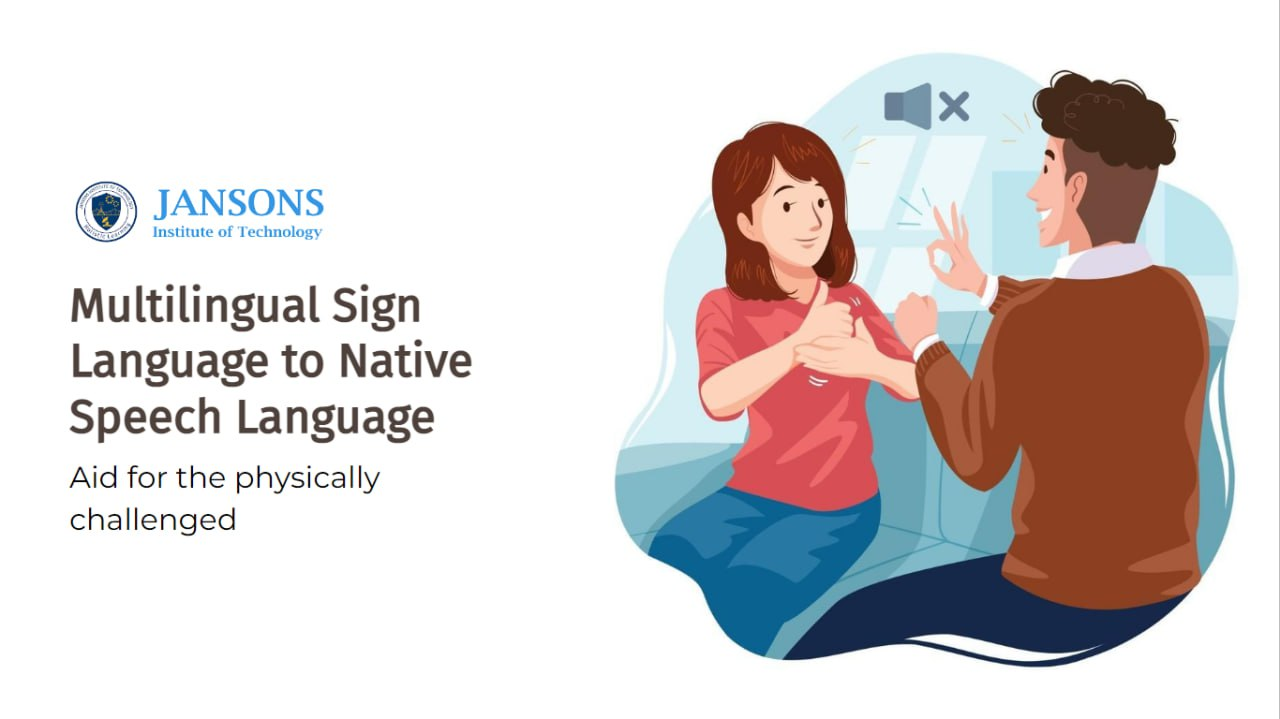 JANSONS
Institute of Technology
Multilingual Sign
Language to Native
Speech Language
Aid for the physically
challenged